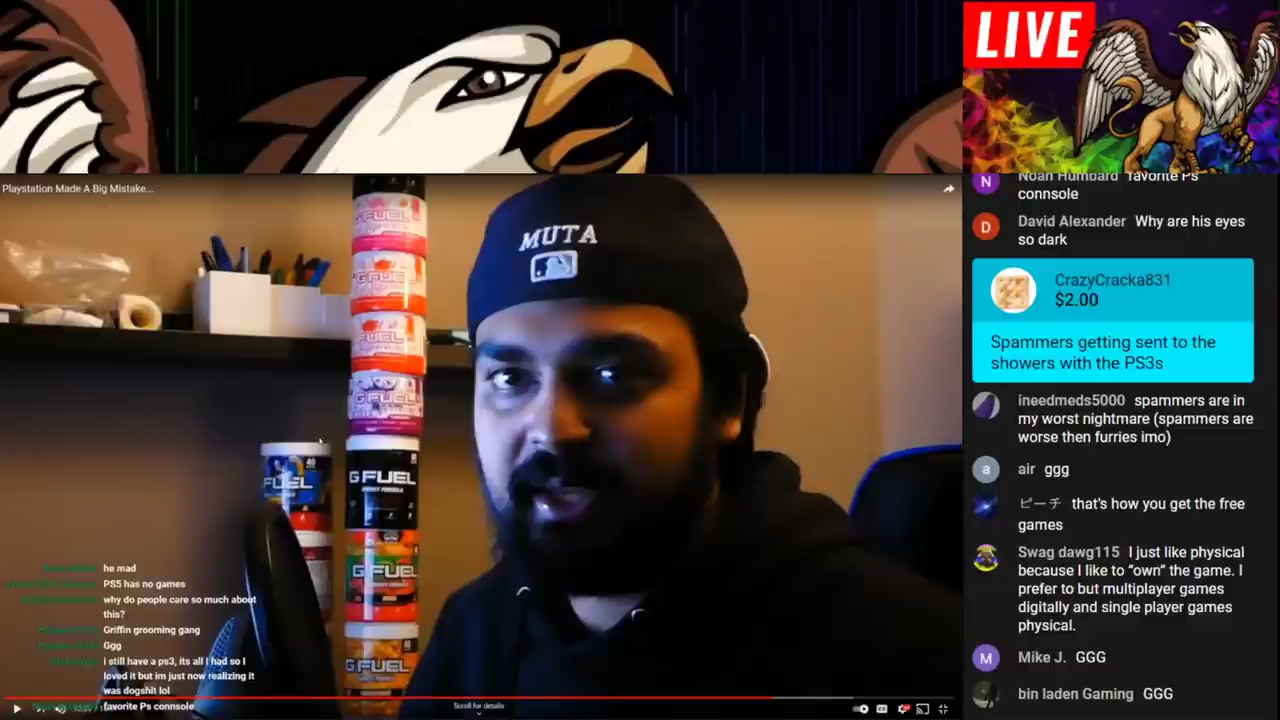 LIVE
Playstation Made A Big Mistake...
MUTA
G FUEL
G FUEL
G FUEL
G FUEL
G FUEL
ENERGY FORMULA
FUEL
40
G FUEL
G FUEL
he mad
PS5 has no games
why do people care so much about
this?
Griffin grooming gang
Ggg
i still have a ps3, its all I had so I
loved it but im just now realizing it
was dogshit lol
favorite Ps connsole
Scroll for details
Noah Humbard favorite Ps
connsole
D
David Alexander Why are his eyes
so dark
CrazyCracka831
$2.00
Spammers getting sent to the
showers with the PS3s
ineedmeds5000 spammers are in
my worst nightmare (spammers are
worse then furries imo)
a
air ggg
ピーチ that's how you get the free
games
Swag dawg115 I just like physical
because I like to “own” the game. I
prefer to but multiplayer games
digitally and single player games
physical.
M
Mike J. GGG
bin laden Gaming GGG